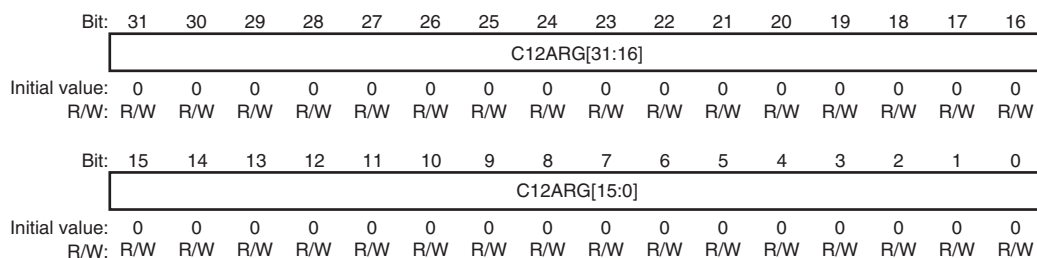 Bit: 31 30 29 28 27 26 25 24 23 22 21 20 19 18 17 16
C12ARG[31:16]
Initial value: 0 0 0 0 0 0 0 0 0 0 0 0 0 0 0 0
R/W: R/W R/W R/W R/W R/W R/W R/W R/W R/W R/W R/W R/W R/W R/W R/W R/W
Bit: 15 14 13 12 11 10 9 8 7 6 5 4 3 2 1 0
C12ARG[15:0]
Initial value: 0 0 0 0 0 0 0 0 0 0 0 0 0 0 0 0
R/W: R/W R/W R/W R/W R/W R/W R/W R/W R/W R/W R/W R/W R/W R/W R/W R/W